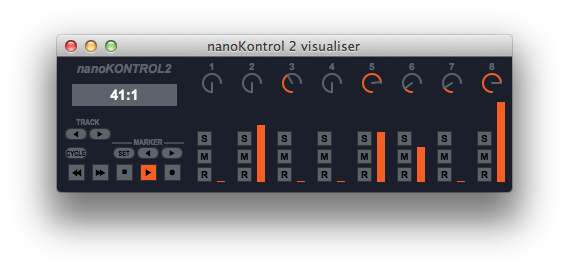 nanoKontrol 2 visualiser
nanoKONTROL2
1 2 3 4 5 6 7 8
41:1
TRACK
MARKER
CYCLE SET
S S S S S S S S
M M M M M M M M
R R R R R R R R